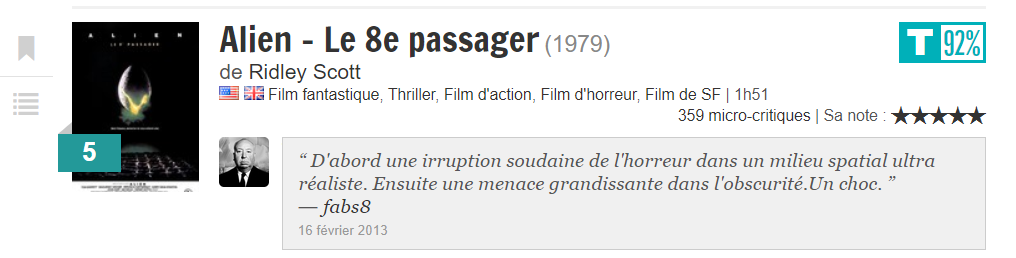 ALIEN
LE 8e PASSAGER
Alien - Le 8e passager (1979)
T 92%
de Ridley Scott
Film fantastique, Thriller, Film d'action, Film d'horreur, Film de SF | 1h51
359 micro-critiques | Sa note : ★★★★★
5
“ D'abord une irruption soudaine de l'horreur dans un milieu spatial ultra
réaliste. Ensuite une menace grandissante dans l'obscurité.Un choc. ”
— fabs8
16 février 2013
ALIEN